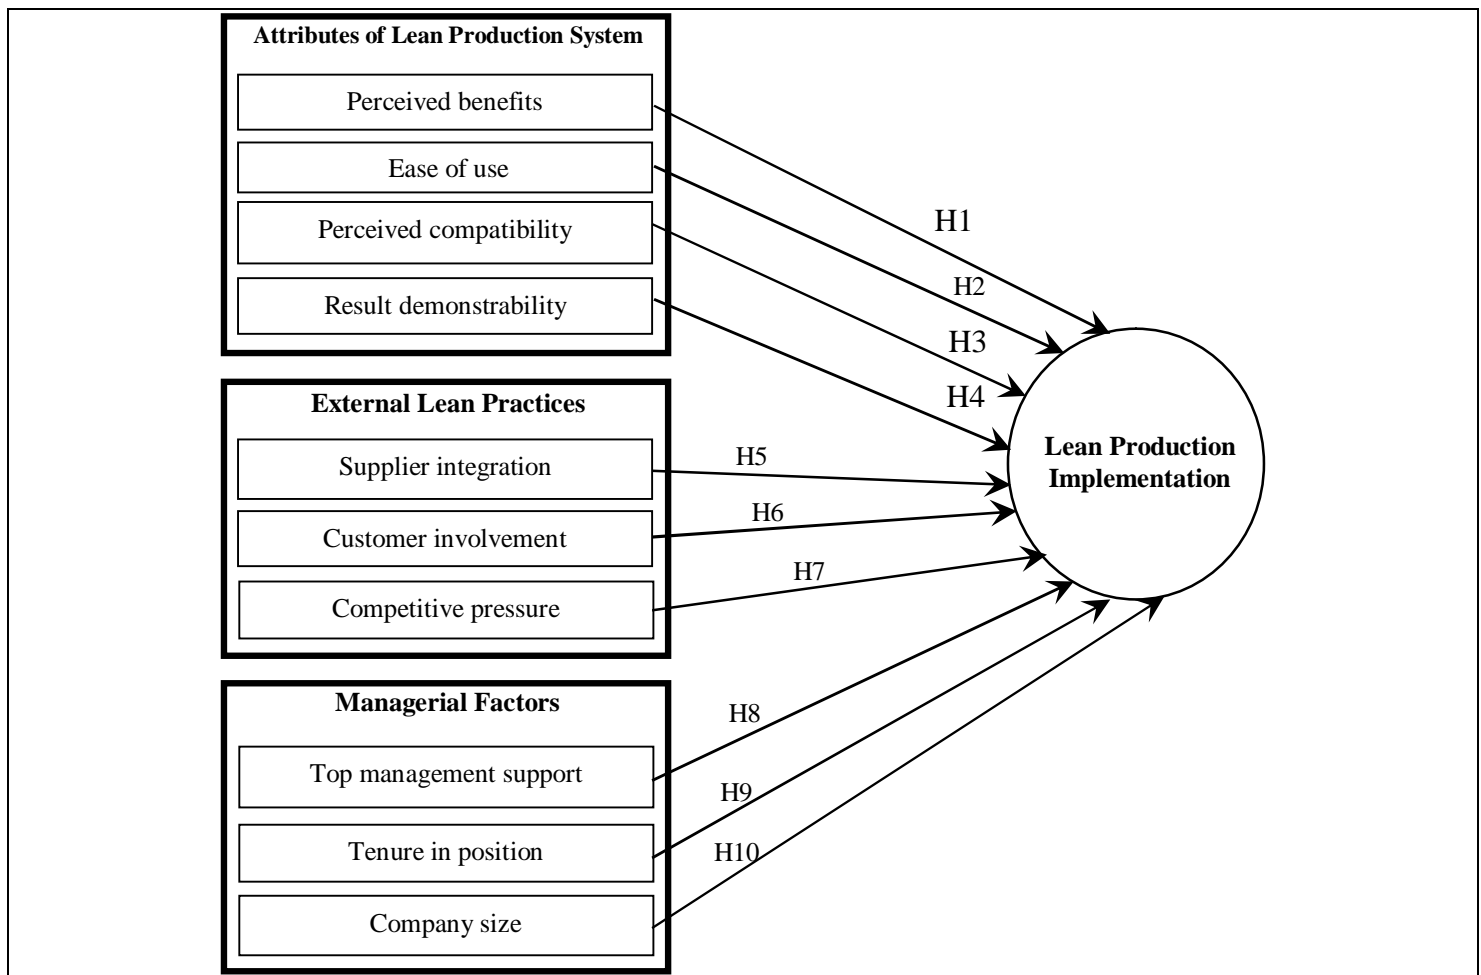 Attributes of Lean Production System
Perceived benefits
Ease of use
Perceived compatibility
Result demonstrability
External Lean Practices
Supplier integration
Customer involvement
Competitive pressure
Managerial Factors
Top management support
Tenure in position
Company size
H1
H2
H3
H4
H5
H6
H7
H8
H9
H10
Lean Production
Implementation